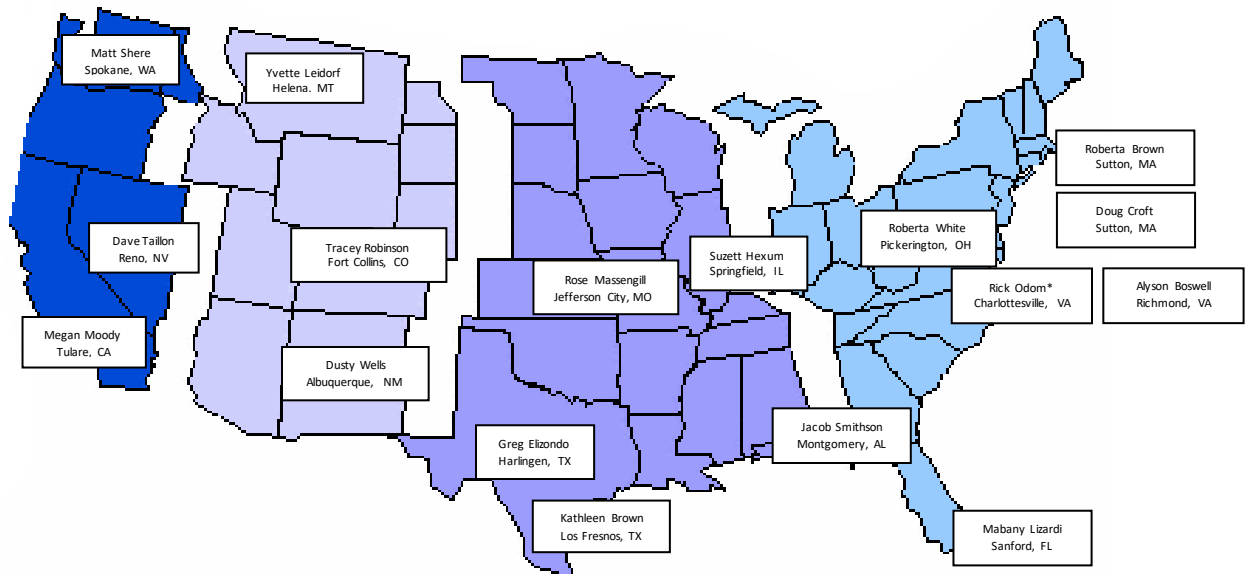 Matt Shere
Spokane, WA
Yvette Leidorf
Helena. MT
Roberta Brown
Sutton, MA
Doug Croft
Sutton, MA
Dave Taillon
Reno, NV
Tracey Robinson
Fort Collins, CO
Suzett Hexum
Springfield, IL
Roberta White
Pickerington, OH
Rose Massengill
Jefferson City, MO
Rick Odom*
Charlottesville, VA
Alyson Boswell
Richmond, VA
Megan Moody
Tulare, CA
Dusty Wells
Albuquerque, NM
Jacob Smithson
Montgomery, AL
Greg Elizondo
Harlingen, TX
Kathleen Brown
Los Fresnos, TX
Mabany Lizardi
Sanford, FL